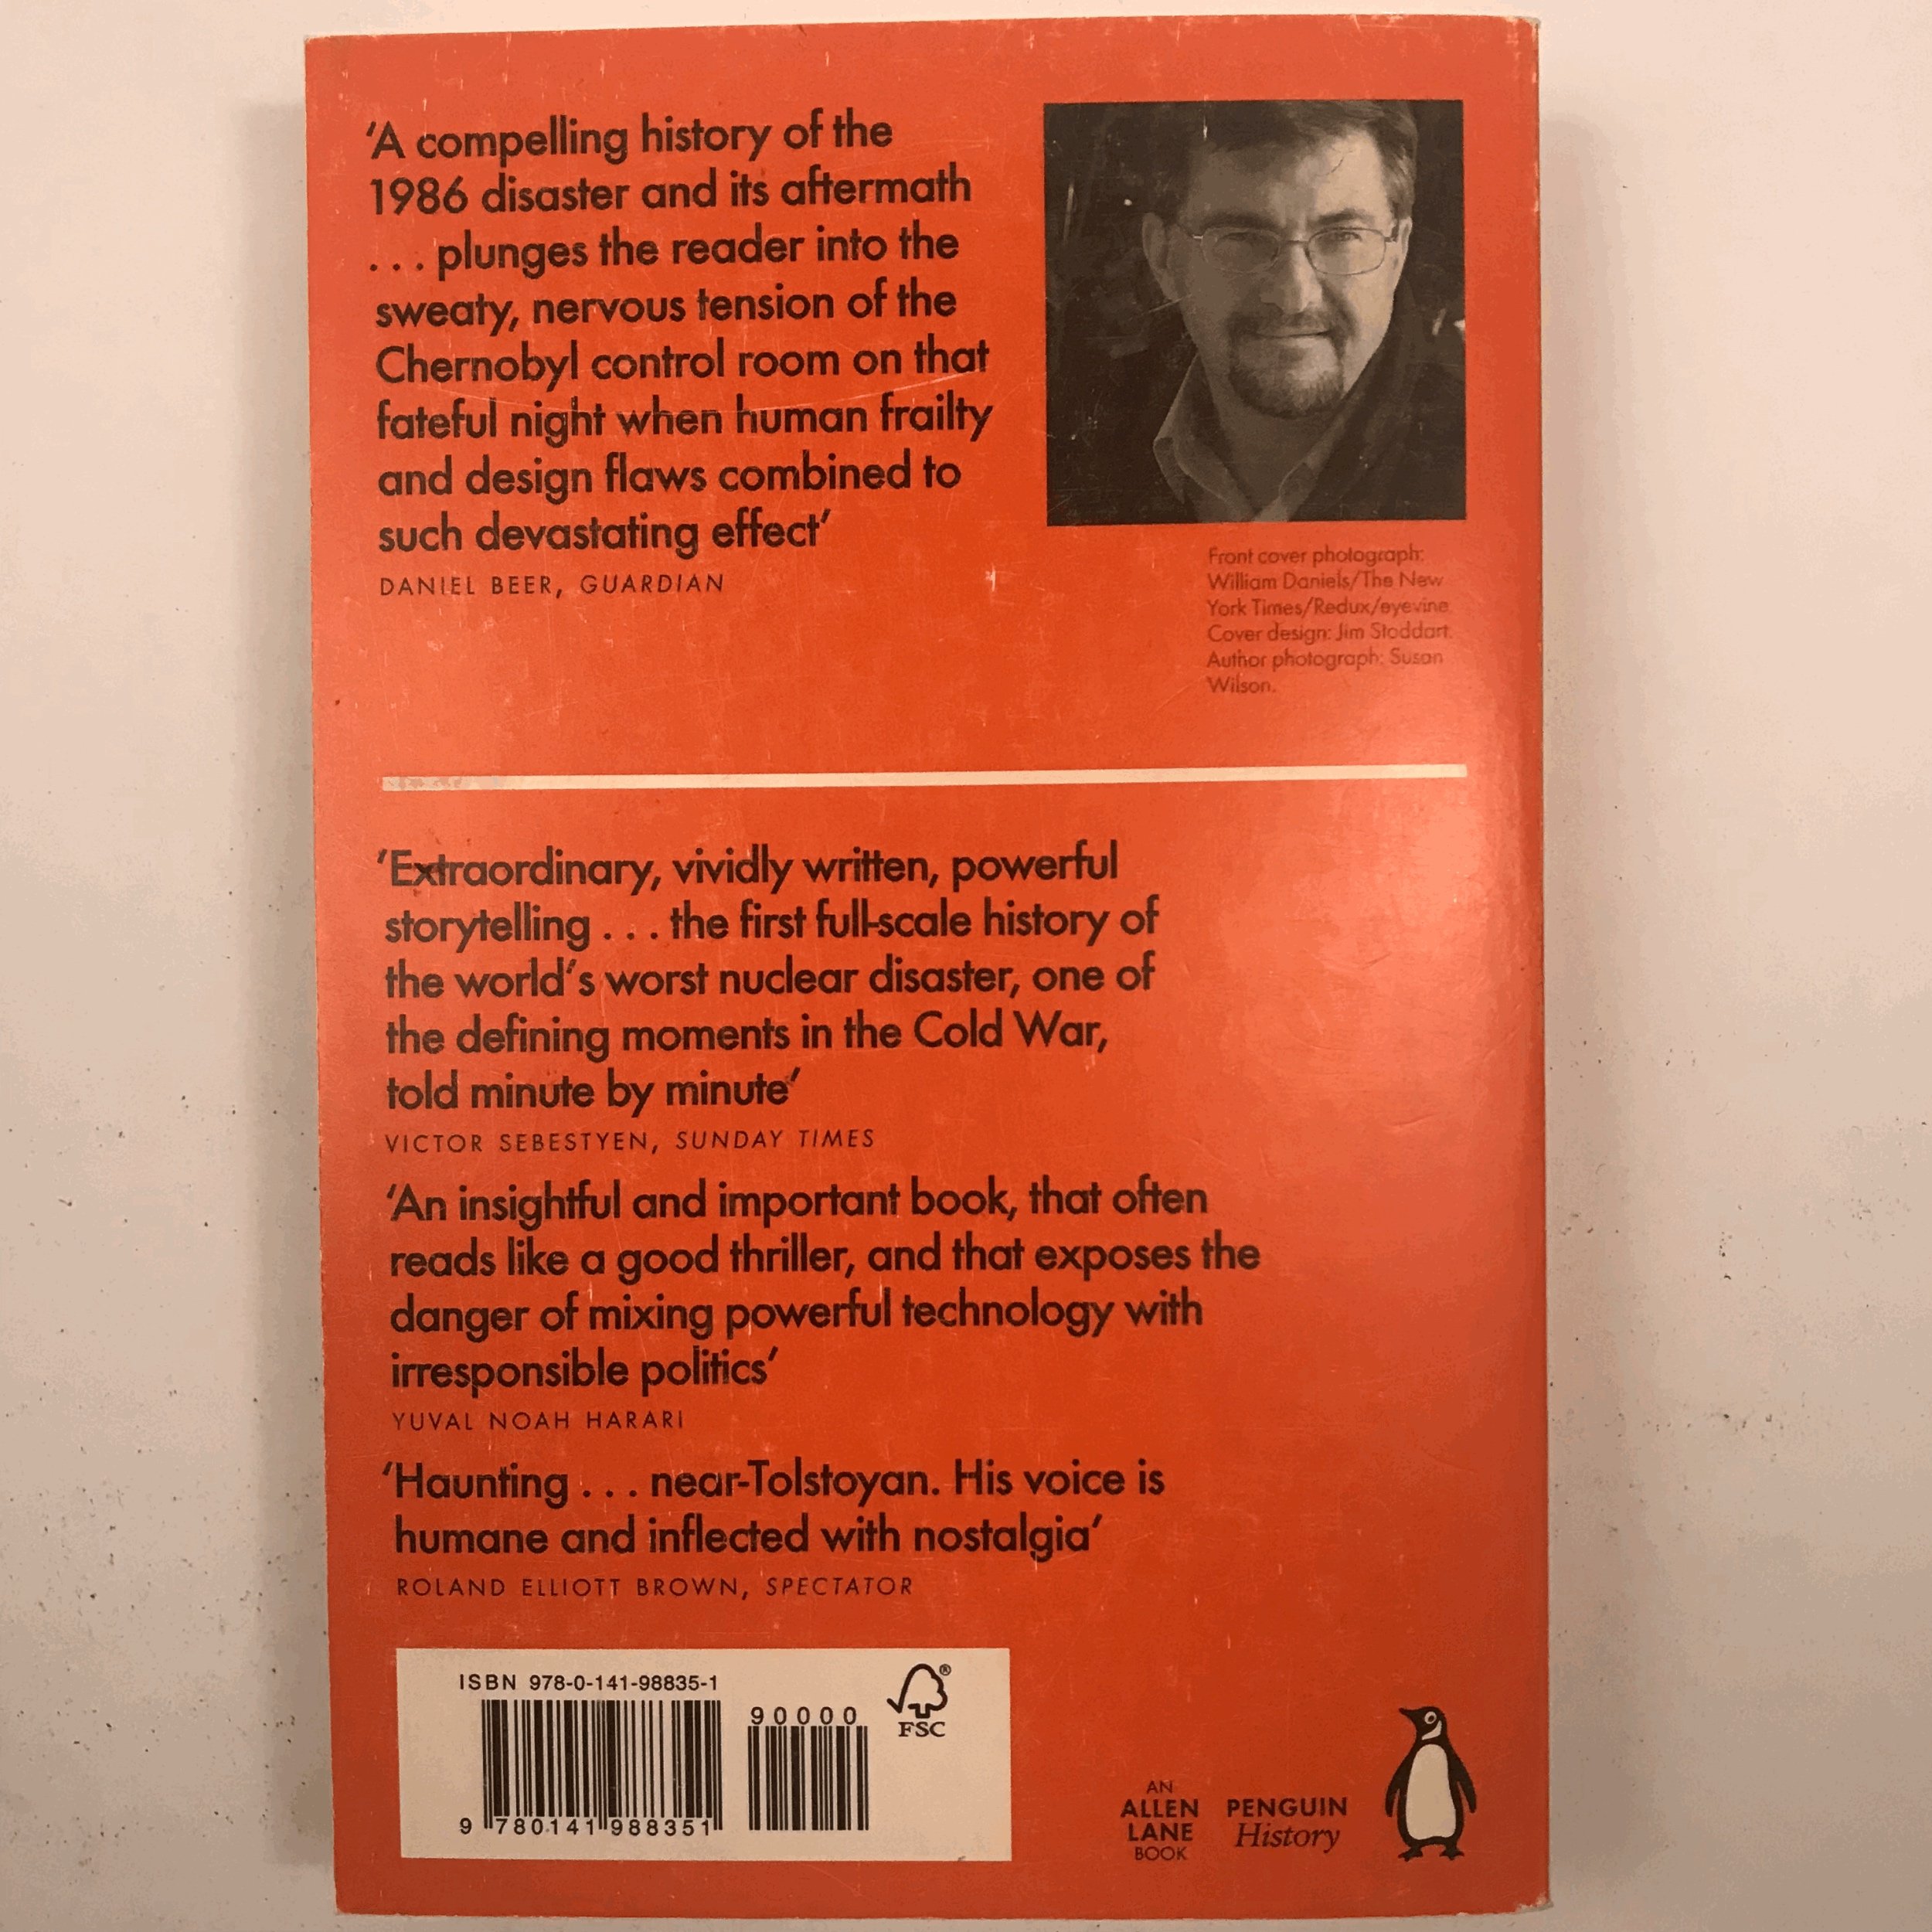 'A compelling history of the
1986 disaster and its aftermath
. . . plunges the reader into the
sweaty, nervous tension of the
Chernobyl control room on that
fateful night when human frailty
and design flaws combined to
such devastating effect'
DANIEL BEER, GUARDIAN
Front cover photograph:
William Daniels/The New
York Times/Redux/eyevine.
Cover design: Jim Stoddart.
Author photograph: Susan
Wilson.
'Extraordinary, vividly written, powerful
storytelling . . . the first full-scale history of
the world's worst nuclear disaster, one of
the defining moments in the Cold War,
told minute by minute'
VICTOR SEBESTYEN, SUNDAY TIMES
'An insightful and important book, that often
reads like a good thriller, and that exposes the
danger of mixing powerful technology with
irresponsible politics'
YUVAL NOAH HARARI
'Haunting . . . near-Tolstoyan. His voice is
humane and inflected with nostalgia'
ROLAND ELLIOTT BROWN, SPECTATOR
ISBN 978-0-141-98835-1
90000
9 780141 988351
®
FSC
AN
ALLEN
LANE
BOOK
PENGUIN
History